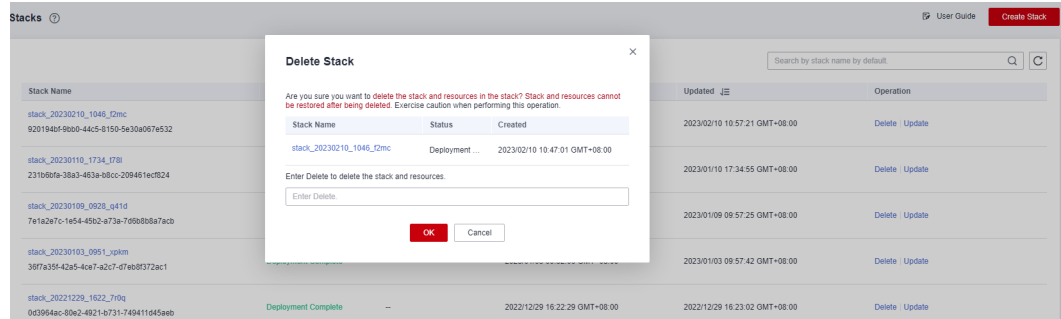 Stacks
User Guide
Create Stack
Search by stack name by default.
Stack Name
Updated
Operation
Delete Stack
Are you sure you want to delete the stack and resources in the stack? Stack and resources cannot
be restored after being deleted. Exercise caution when performing this operation.
Stack Name Status Created
stack_20230210_1046_f2mc Deployment ... 2023/02/10 10:47:01 GMT+08:00
Enter Delete to delete the stack and resources.
Enter Delete.
OK Cancel
stack_20230210_1046_f2mc
920194bf-9bb0-44c5-8150-5e30a067e532
2023/02/10 10:57:21 GMT+08:00 Delete Update
stack_20230110_1734_l78l
231b6bfa-38a3-463a-b8cc-209461ecf824
2023/01/10 17:34:55 GMT+08:00 Delete Update
stack_20230109_0928_q41d
7e1a2e7c-1e54-45b2-a73a-7d6b8b8a7acb
2023/01/09 09:57:25 GMT+08:00 Delete Update
stack_20230103_0951_xpkm
36f7a35f-42a5-4ce7-a2c7-d7eb8f372ac1
2023/01/03 09:57:42 GMT+08:00 Delete Update
stack_20221229_1622_7r0q
0d3964ac-80e2-4921-b731-749411d45aeb
Deployment Complete -- 2022/12/29 16:22:29 GMT+08:00 2022/12/29 16:23:02 GMT+08:00 Delete Update